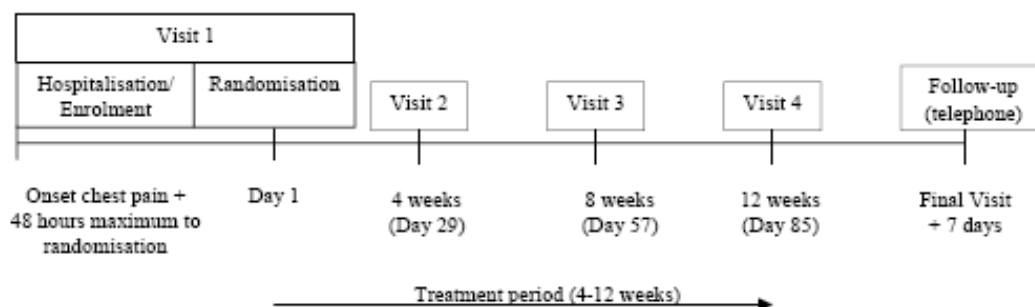 Visit 1
Hospitalisation/
Enrolment
Randomisation
Visit 2
Visit 3
Visit 4
Follow-up
(telephone)
Onset chest pain +
48 hours maximum to
randomisation
Day 1
4 weeks
(Day 29)
8 weeks
(Day 57)
12 weeks
(Day 85)
Final Visit
+ 7 days
Treatment period (4-12 weeks)